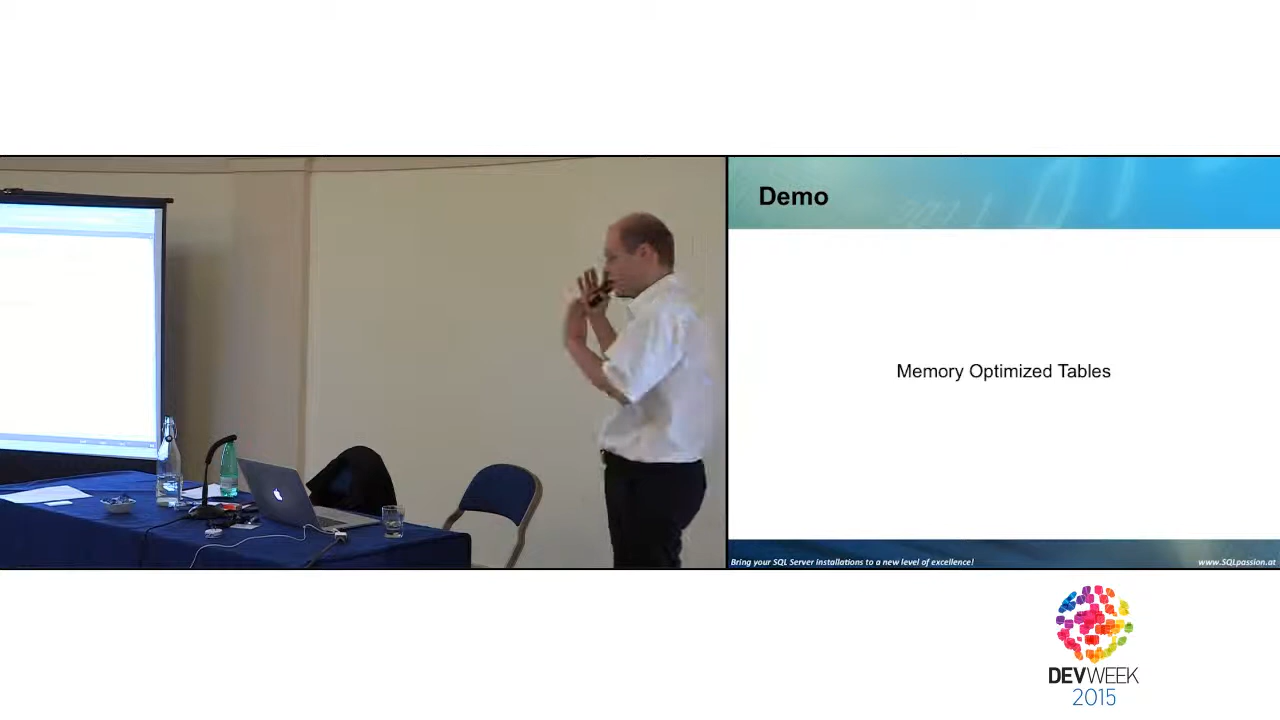 Demo
Memory Optimized Tables
Bring your SQL Server installations to a new level of excellence!
www.SQLpassion.at
DEVWEEK
2015